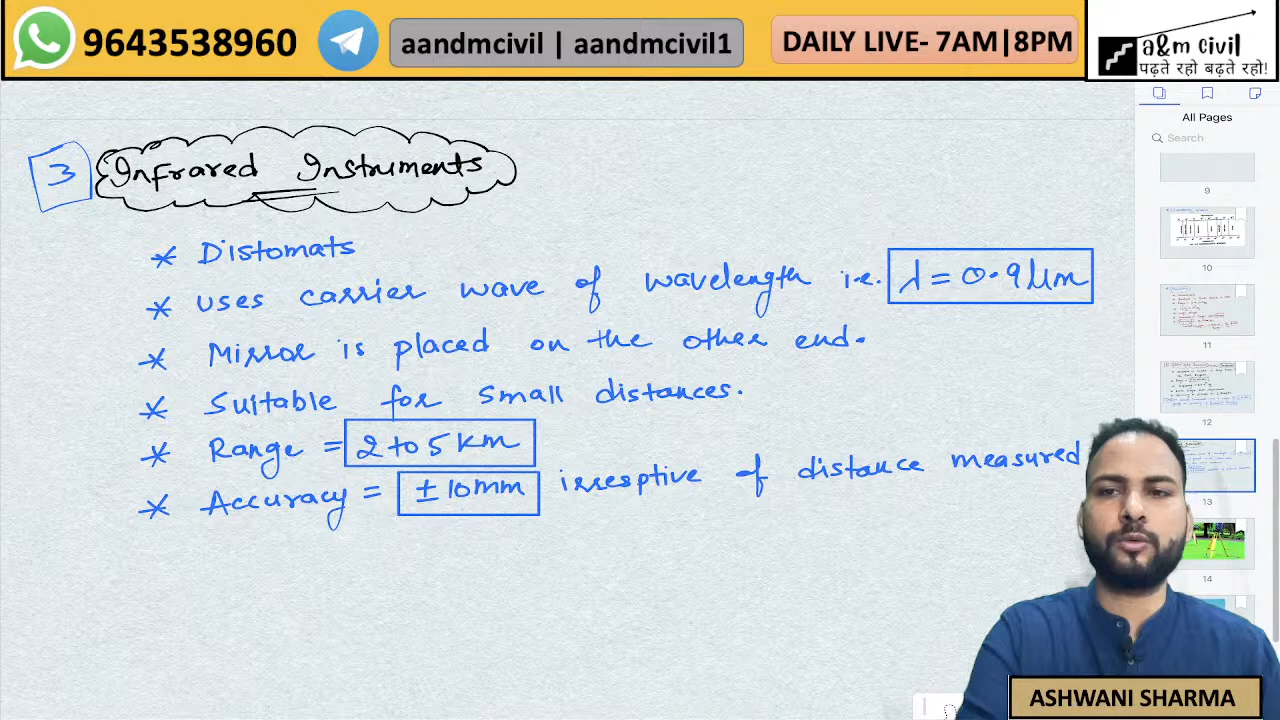 9643538960
aandmcivil | aandmcivil1
DAILY LIVE- 7AM|8PM
a&m civil
पढ़ते रहो बढ़ते रहो!
All Pages
Search
3 Infrared Instruments
* Distomats
* Uses carrier wave of wavelength i.e. λ = 0.9 μm
* Mirror is placed on the other end.
* Suitable for small distances.
* Range = 2 to 5 km
* Accuracy = ± 10mm irresptive of distance measured
9
10
11
12
13
14
ASHWANI SHARMA